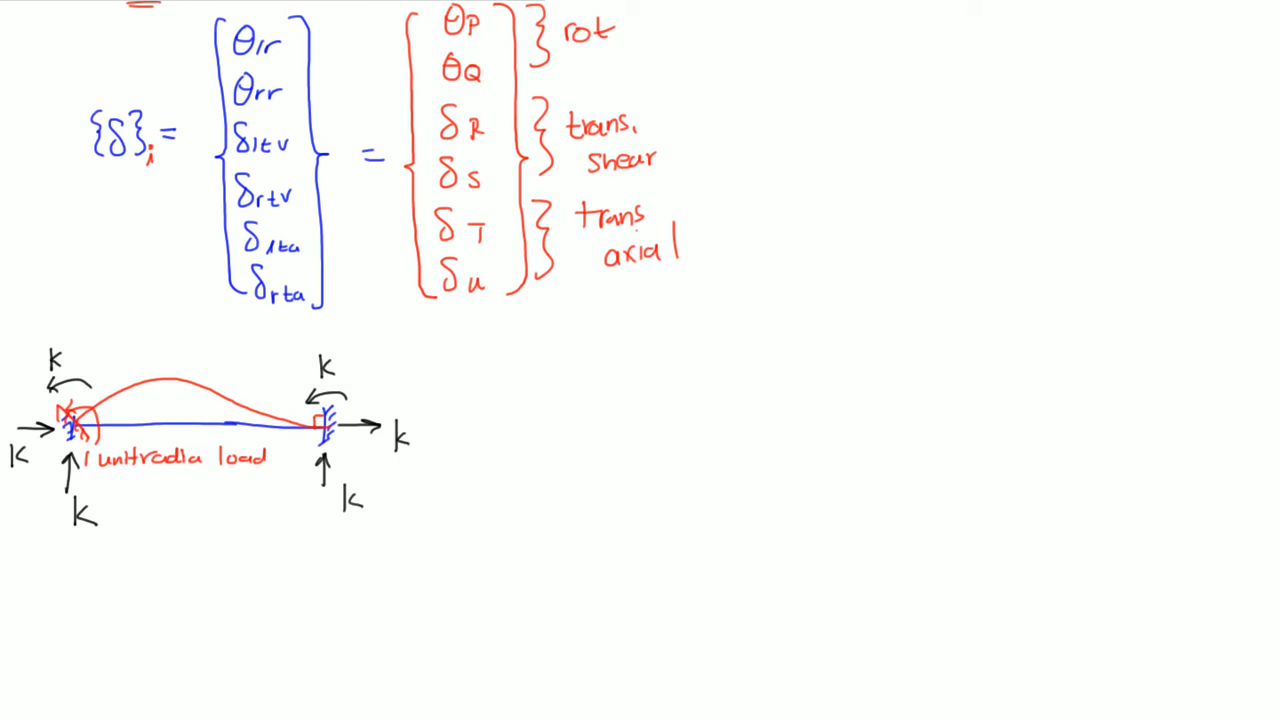 {δ}i = [θlr θrr δltv δrtv δlta δrta] = {θP θQ δR δS δT δu}
} rot
} trans. shear
} trans axial
k
k
k
k
1 unit radia load
k
k